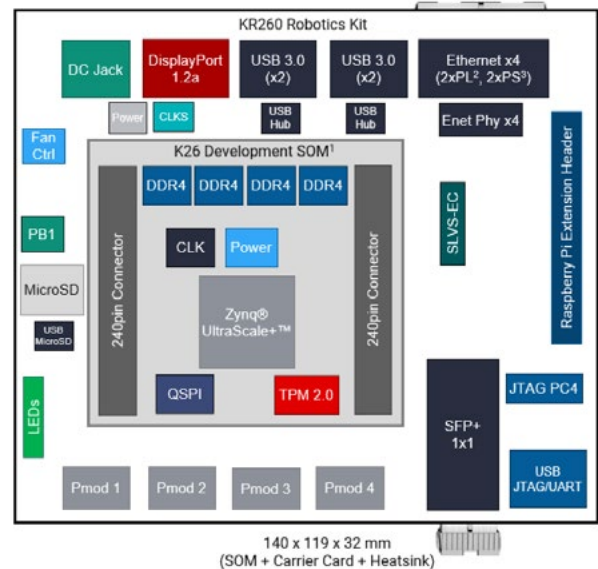 KR260 Robotics Kit
DC Jack
DisplayPort
1.2a
USB 3.0
(x2)
USB 3.0
(x2)
Ethernet x4
(2xPL², 2xPS³)
Power
CLKS
USB
Hub
USB
Hub
Enet Phy x4
Fan
Ctrl
K26 Development SOM¹
DDR4
DDR4
DDR4
DDR4
240pin Connector
240pin Connector
SLVS-EC
Raspberry Pi Extension Header
PB1
CLK
Power
MicroSD
USB
MicroSD
Zynq®
UltraScale+™
QSPI
TPM 2.0
LEDs
SFP+
1x1
JTAG PC4
USB
JTAG/UART
Pmod 1
Pmod 2
Pmod 3
Pmod 4
140 x 119 x 32 mm
(SOM + Carrier Card + Heatsink)